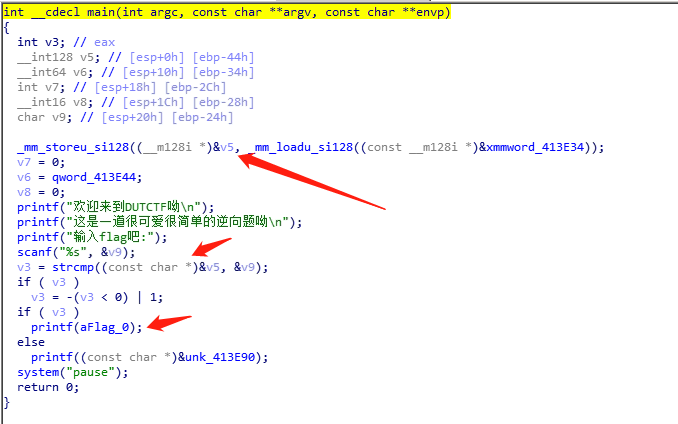 int __cdecl main(int argc, const char **argv, const char **envp)
{
  int v3; // eax
  __int128 v5; // [esp+0h] [ebp-44h]
  __int64 v6; // [esp+10h] [ebp-34h]
  int v7; // [esp+18h] [ebp-2Ch]
  __int16 v8; // [esp+1Ch] [ebp-28h]
  char v9; // [esp+20h] [ebp-24h]

  _mm_storeu_si128((__m128i *)&v5, _mm_loadu_si128((const __m128i *)&xmmword_413E34));
  v7 = 0;
  v6 = qword_413E44;
  v8 = 0;
  printf("欢迎来到DUTCTF呦\n");
  printf("这是一道很可爱很简单的逆向题呦\n");
  printf("输入flag吧:");
  scanf("%s", &v9);
  v3 = strcmp((const char *)&v5, &v9);
  if ( v3 )
    v3 = -(v3 < 0) | 1;
  if ( v3 )
    printf(aFlag_0);
  else
    printf((const char *)&unk_413E90);
  system("pause");
  return 0;
}